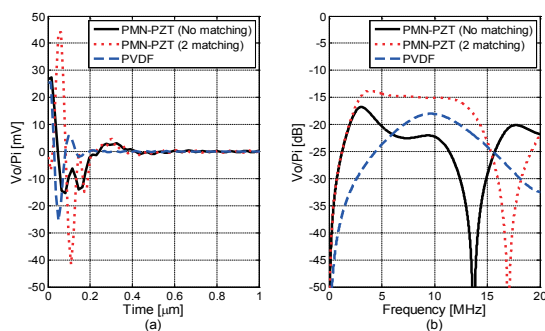 PMN-PZT (No matching)
PMN-PZT (2 matching)
PVDF
Vo/Pi [mV]
50
40
30
20
10
0
-10
-20
-30
-40
-50
0
0.2
0.4
0.6
0.8
1
Time [μm]
(a)
PMN-PZT (No matching)
PMN-PZT (2 matching)
PVDF
Vo/Pi [dB]
0
-5
-10
-15
-20
-25
-30
-35
-40
-45
-50
0
5
10
15
20
Frequency [MHz]
(b)